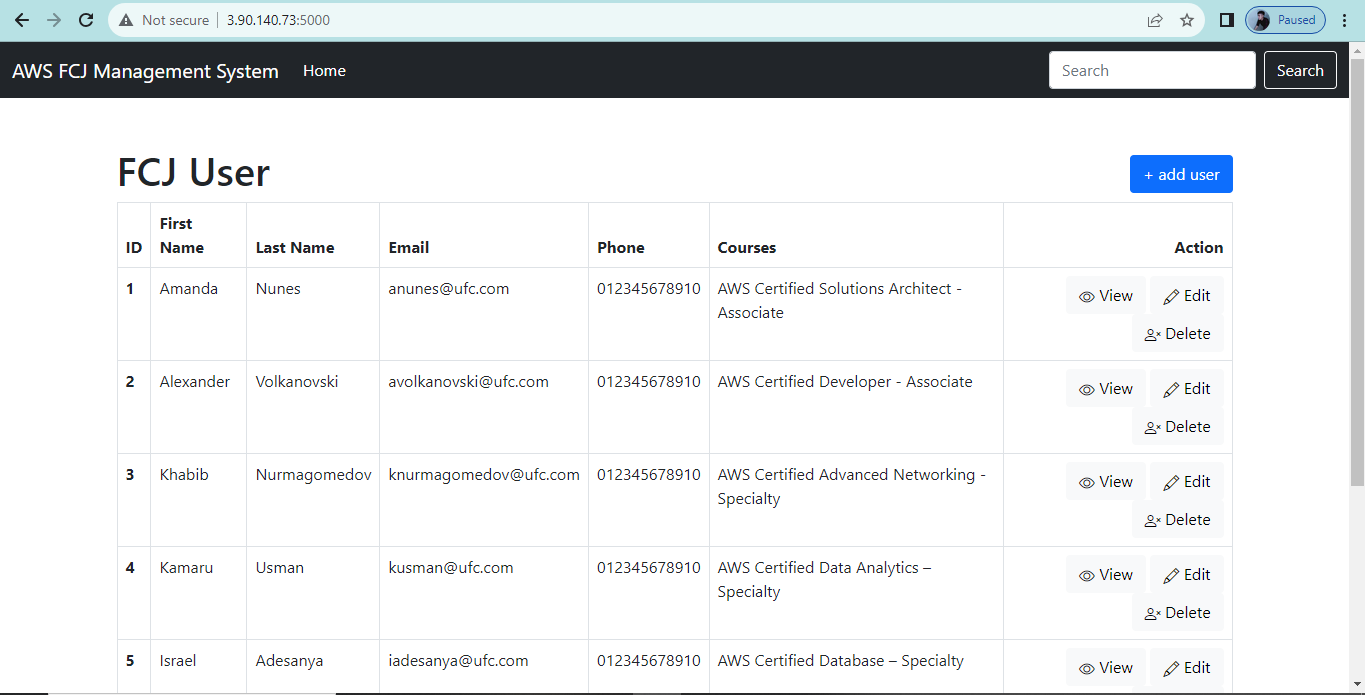 Not secure 3.90.140.73:5000 Paused
AWS FCJ Management System Home Search Search
FCJ User + add user
First
ID Name Last Name Email Phone Courses Action
1 Amanda Nunes anunes@ufc.com 012345678910 AWS Certified Solutions Architect - View Edit
Associate
Delete
2 Alexander Volkanovski avolkanovski@ufc.com 012345678910 AWS Certified Developer - Associate View Edit
Delete
3 Khabib Nurmagomedov knurmagomedov@ufc.com 012345678910 AWS Certified Advanced Networking - View Edit
Specialty
Delete
4 Kamaru Usman kusman@ufc.com 012345678910 AWS Certified Data Analytics – View Edit
Specialty
Delete
5 Israel Adesanya iadesanya@ufc.com 012345678910 AWS Certified Database – Specialty View Edit